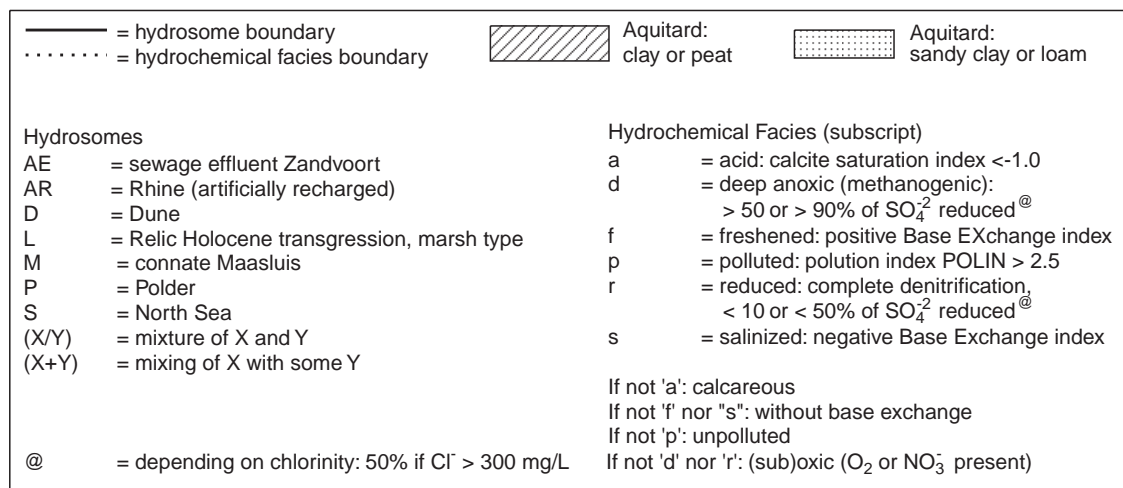 = hydrosome boundary
= hydrochemical facies boundary
Aquitard:
clay or peat
Aquitard:
sandy clay or loam
Hydrosomes
AE = sewage effluent Zandvoort
AR = Rhine (artificially recharged)
D = Dune
L = Relic Holocene transgression, marsh type
M = connate Maasluis
P = Polder
S = North Sea
(X/Y) = mixture of X and Y
(X+Y) = mixing of X with some Y
@ = depending on chlorinity: 50% if Cl⁻ > 300 mg/L
Hydrochemical Facies (subscript)
a = acid: calcite saturation index <-1.0
d = deep anoxic (methanogenic):
> 50 or > 90% of SO₄⁻² reduced @
f = freshened: positive Base EXchange index
p = polluted: polution index POLIN > 2.5
r = reduced: complete denitrification,
< 10 or < 50% of SO₄⁻² reduced @
s = salinized: negative Base Exchange index
If not 'a': calcareous
If not 'f' nor "s": without base exchange
If not 'p': unpolluted
If not 'd' nor 'r': (sub)oxic (O₂ or NO₃⁻ present)